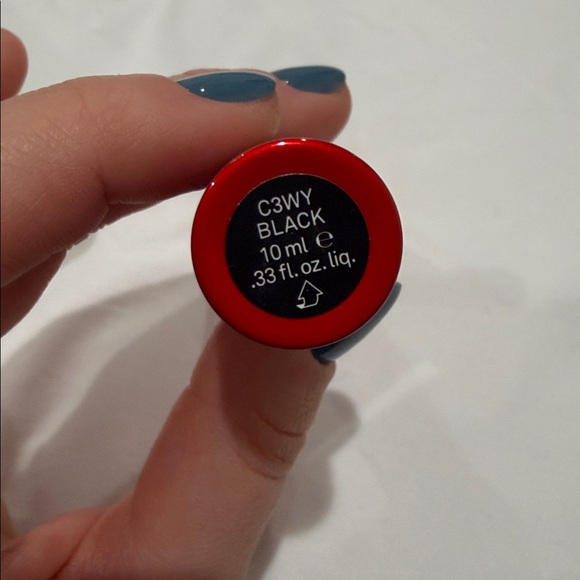 C3WY
BLACK
10 ml ℮
.33 fl. oz. liq.